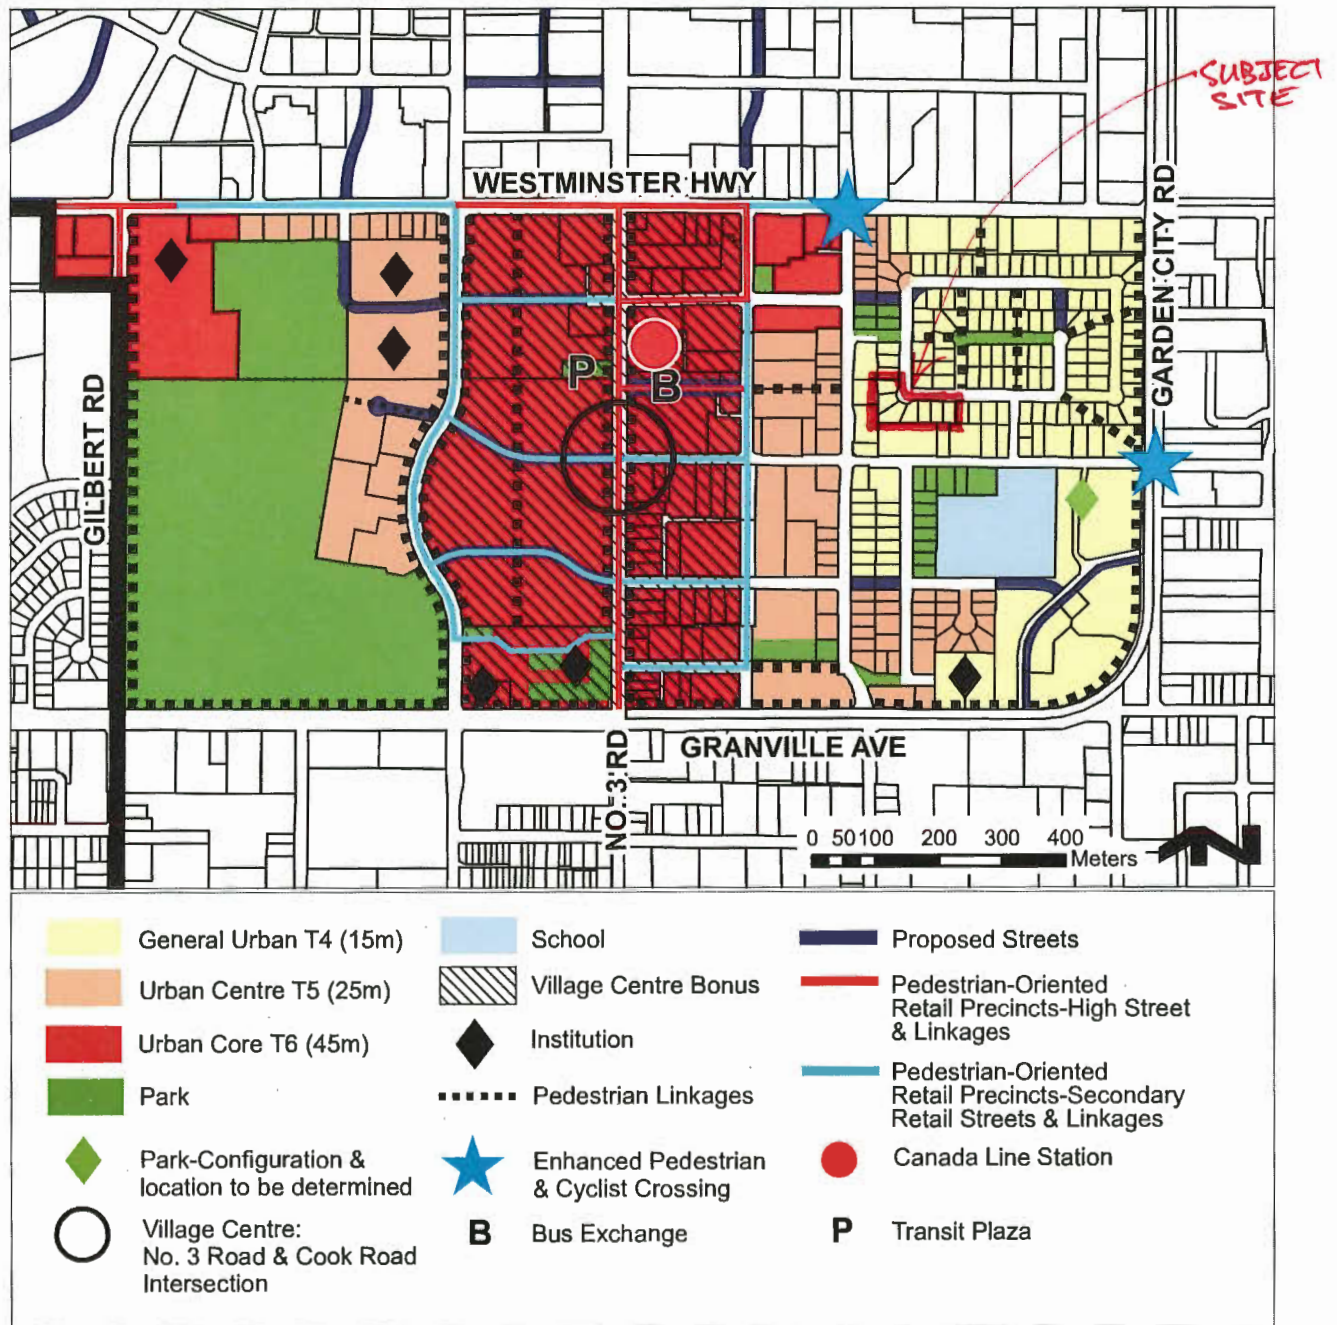 SUBJECT
SITE
WESTMINSTER HWY
GARDEN CITY RD
GILBERT RD
P
B
NO. 3 RD
GRANVILLE AVE
0 50 100 200 300 400
Meters
General Urban T4 (15m)
Urban Centre T5 (25m)
Urban Core T6 (45m)
Park
Park-Configuration &
location to be determined
Village Centre:
No. 3 Road & Cook Road
Intersection
School
Village Centre Bonus
Institution
Pedestrian Linkages
Enhanced Pedestrian
& Cyclist Crossing
B Bus Exchange
Proposed Streets
Pedestrian-Oriented
Retail Precincts-High Street
& Linkages
Pedestrian-Oriented
Retail Precincts-Secondary
Retail Streets & Linkages
Canada Line Station
P Transit Plaza